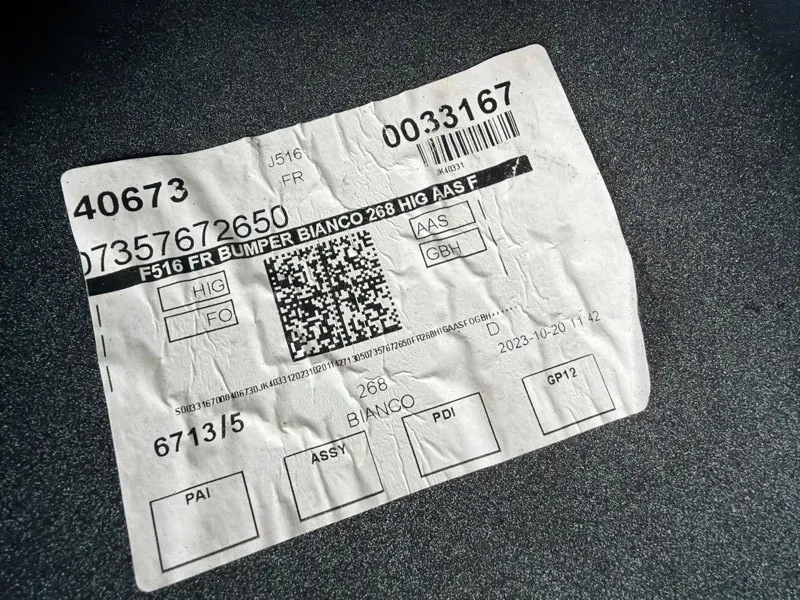 40673
J516
FR
0033167
JK40331
07357672650
F516 FR BUMPER BIANCO 268 HIG AAS F
HIG
FO
AAS
GBH
D
2023-10-20 11:42
268
BIANCO
6713/5
PAI
ASSY
PDI
GP12